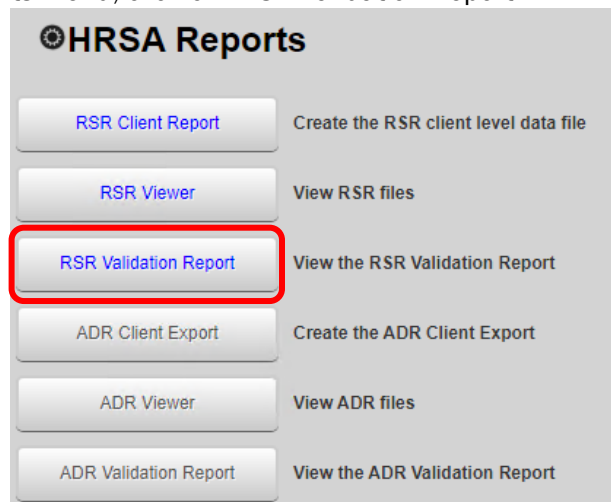 HRSA Reports
RSR Client Report Create the RSR client level data file
RSR Viewer View RSR files
RSR Validation Report View the RSR Validation Report
ADR Client Export Create the ADR Client Export
ADR Viewer View ADR files
ADR Validation Report View the ADR Validation Report